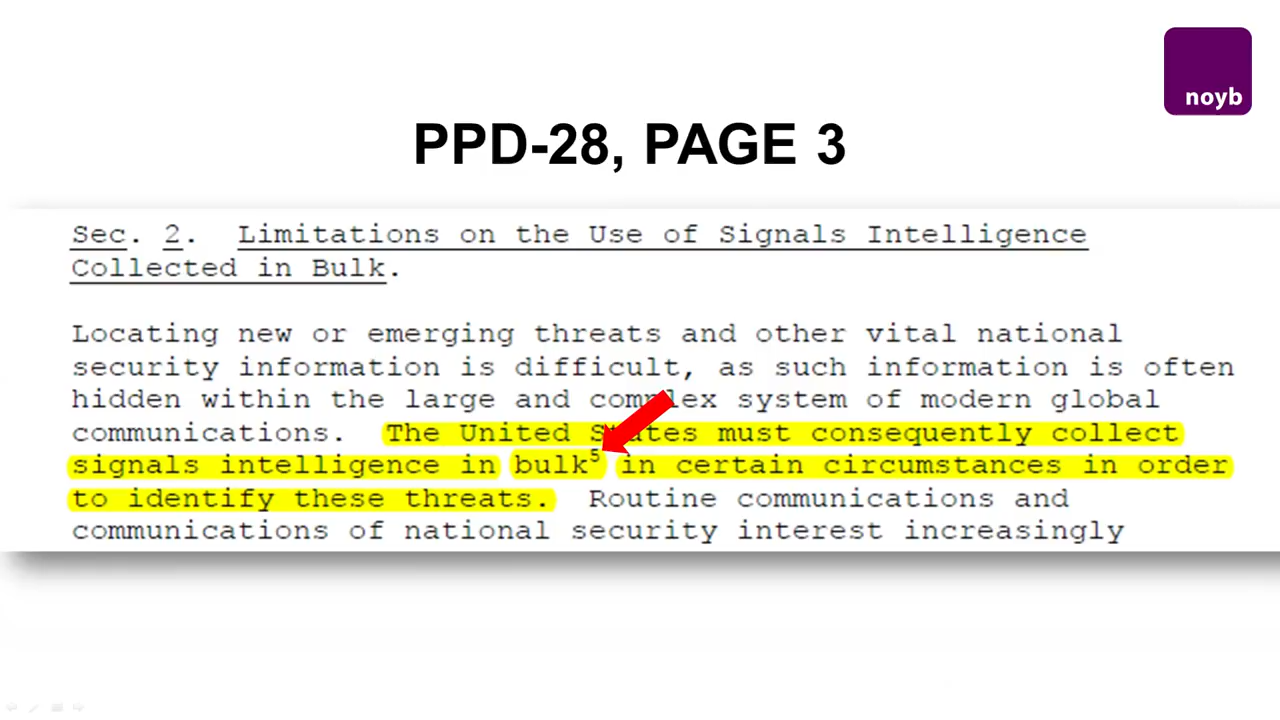 noyb
PPD-28, PAGE 3
Sec. 2. Limitations on the Use of Signals Intelligence
Collected in Bulk.
Locating new or emerging threats and other vital national
security information is difficult, as such information is often
hidden within the large and complex system of modern global
communications. The United States must consequently collect
signals intelligence in bulk⁵ in certain circumstances in order
to identify these threats. Routine communications and
communications of national security interest increasingly